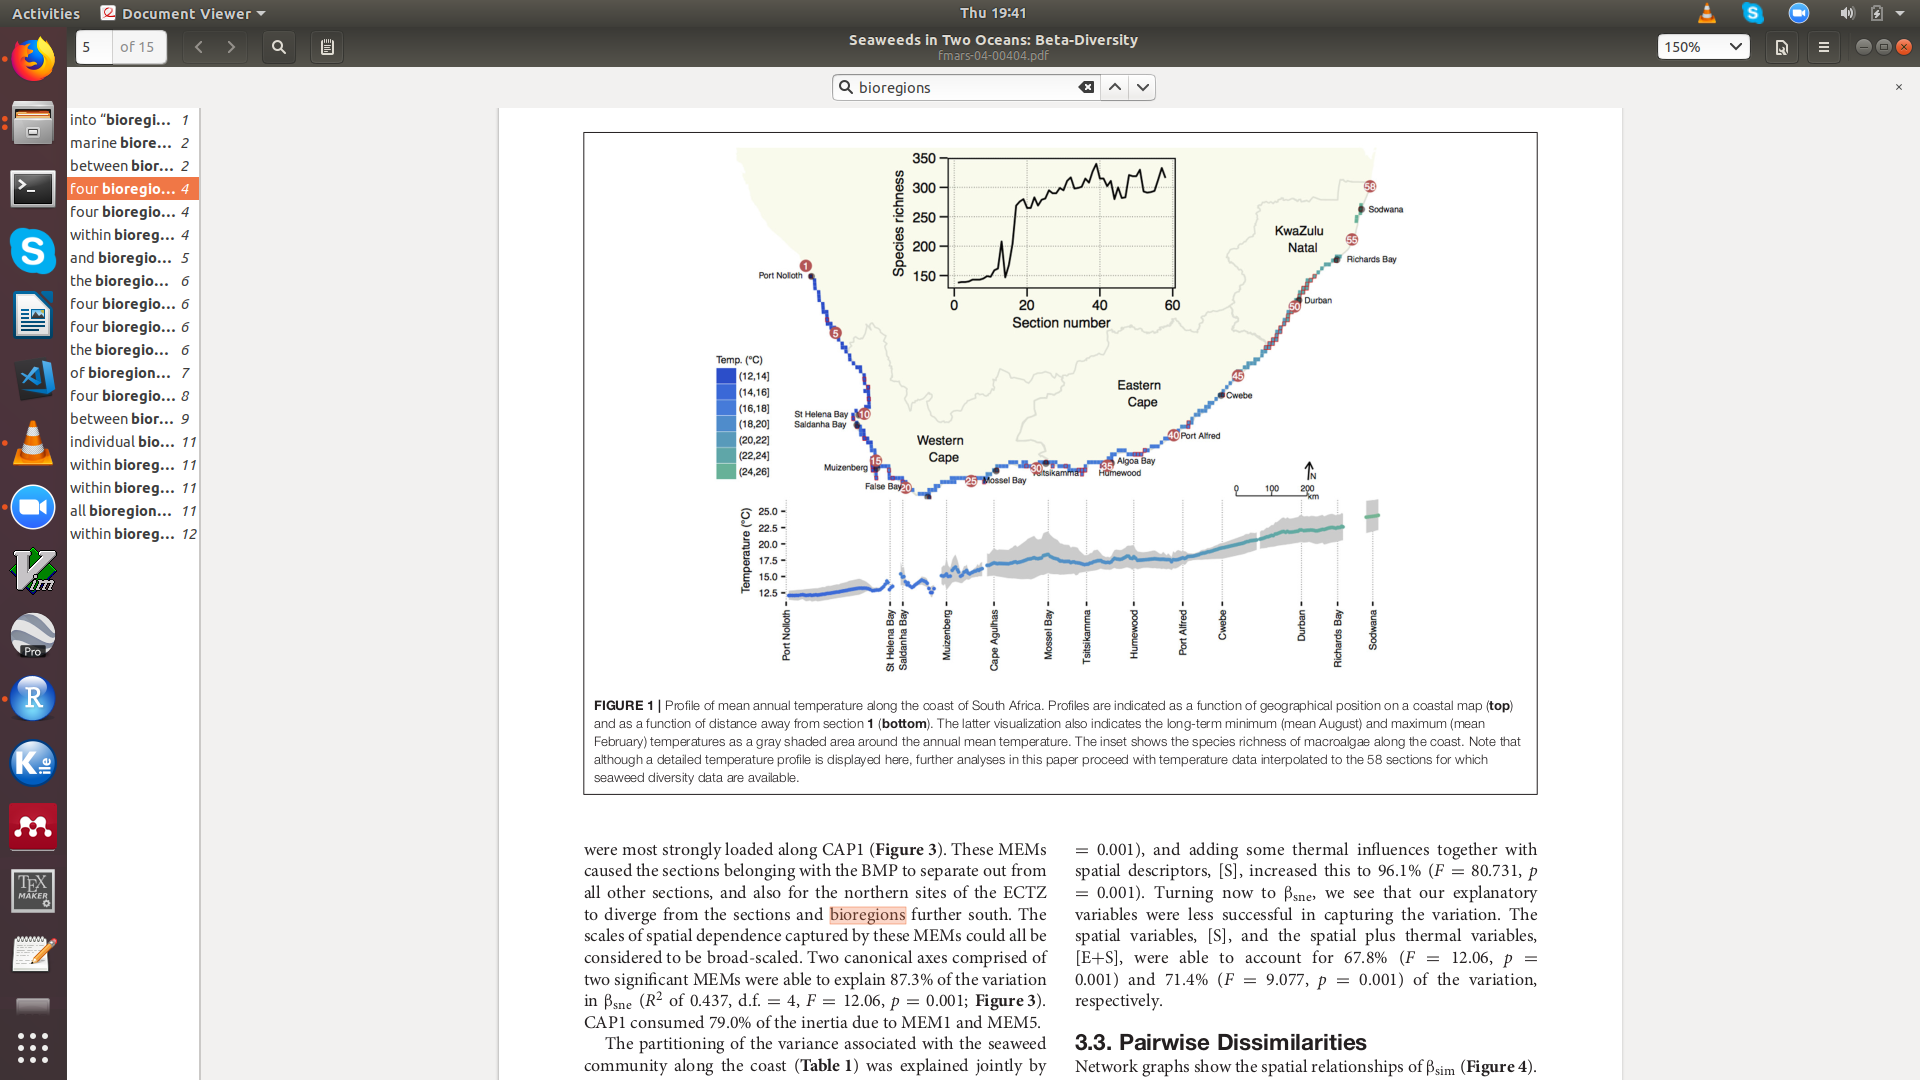 Activities
Document Viewer
Thu 19:41
5
of 15
Seaweeds in Two Oceans: Beta-Diversity
fmars-04-00404.pdf
150%
bioregions
into “bioregi... 1
marine biore... 2
between bior... 2
four bioregio... 4
four bioregio... 4
within bioreg... 4
and bioregio... 5
the bioregio... 6
four bioregio... 6
four bioregio... 6
the bioregio... 6
of bioregion... 7
four bioregio... 8
between bior... 9
individual bio... 11
within bioreg... 11
within bioreg... 11
all bioregion... 11
within bioreg... 12
Pro
Vim
S
R
K
ile
TEX
MAKER
350
300
250
200
150
Species richness
0 20 40 60
Section number
58
Sodwana
KwaZulu
Natal
55
Richards Bay
Port Nolloth
1
50
Durban
5
Temp. (°C)
(12,14]
(14,16]
(16,18]
(18,20]
(20,22]
(22,24]
(24,26]
45
Cwebe
Eastern
Cape
St Helena Bay
10
Saldanha Bay
40
Port Alfred
Western
Cape
Muizenberg
15
False Bay
20
25
Mossel Bay
30
Tsitsikamma
35
Algoa Bay
Humewood
N
0 100 200
km
Temperature (°C)
25.0
22.5
20.0
17.5
15.0
12.5
Port Nolloth
St Helena Bay
Saldanha Bay
Muizenberg
Cape Agulhas
Mossel Bay
Tsitsikamma
Humewood
Port Alfred
Cwebe
Durban
Richards Bay
Sodwana
FIGURE 1 | Profile of mean annual temperature along the coast of South Africa. Profiles are indicated as a function of geographical position on a coastal map (top)
and as a function of distance away from section 1 (bottom). The latter visualization also indicates the long-term minimum (mean August) and maximum (mean
February) temperatures as a gray shaded area around the annual mean temperature. The inset shows the species richness of macroalgae along the coast. Note that
although a detailed temperature profile is displayed here, further analyses in this paper proceed with temperature data interpolated to the 58 sections for which
seaweed diversity data are available.
were most strongly loaded along CAP1 (Figure 3). These MEMs
caused the sections belonging with the BMP to separate out from
all other sections, and also for the northern sites of the ECTZ
to diverge from the sections and bioregions further south. The
scales of spatial dependence captured by these MEMs could all be
considered to be broad-scaled. Two canonical axes comprised of
two significant MEMs were able to explain 87.3% of the variation
in βsne (R² of 0.437, d.f. = 4, F = 12.06, p = 0.001; Figure 3).
CAP1 consumed 79.0% of the inertia due to MEM1 and MEM5.
The partitioning of the variance associated with the seaweed
community along the coast (Table 1) was explained jointly by
= 0.001), and adding some thermal influences together with
spatial descriptors, [S], increased this to 96.1% (F = 80.731, p
= 0.001). Turning now to βsne, we see that our explanatory
variables were less successful in capturing the variation. The
spatial variables, [S], and the spatial plus thermal variables,
[E+S], were able to account for 67.8% (F = 12.06, p =
0.001) and 71.4% (F = 9.077, p = 0.001) of the variation,
respectively.
3.3. Pairwise Dissimilarities
Network graphs show the spatial relationships of βsim (Figure 4).